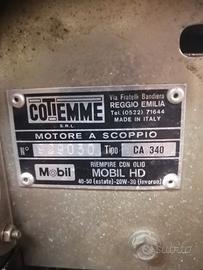 COTIEMME
S.R.L.
Via Fratelli Bandiera
REGGIO EMILIA
Tel. (0522) 71644
MADE IN ITALY
MOTORE A SCOPPIO
N° Tipo CA 340
Mobil
RIEMPIRE CON OLIO
MOBIL HD
40-50 (estate) - 20W-30 (inverno)
subito